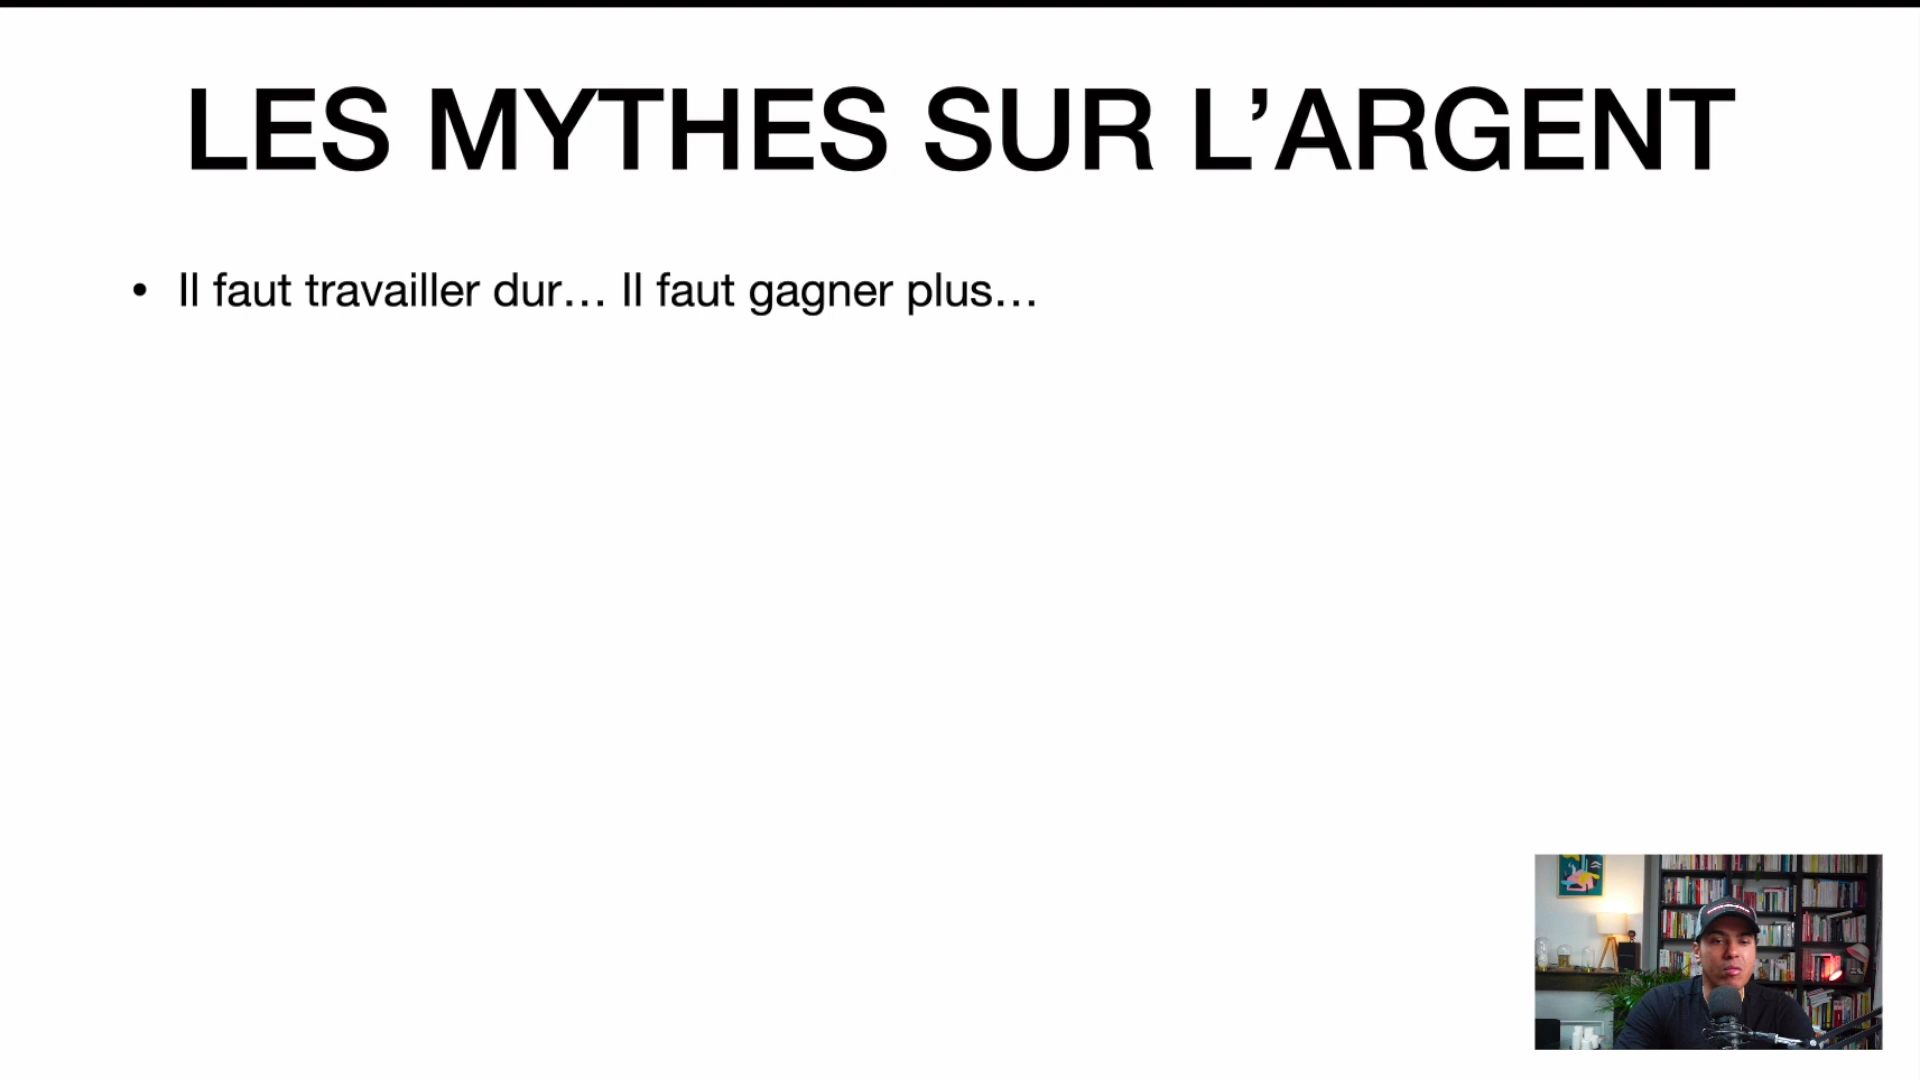 LES MYTHES SUR L’ARGENT
• Il faut travailler dur… Il faut gagner plus…